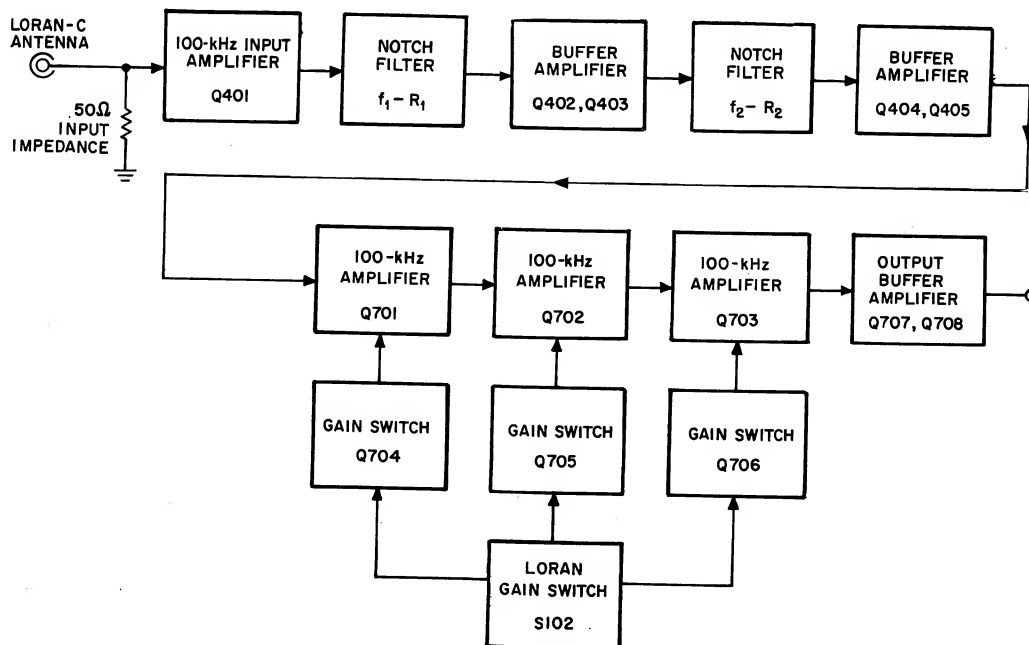 LORAN-C
ANTENNA
50Ω
INPUT
IMPEDANCE
100-kHz INPUT
AMPLIFIER
Q401
NOTCH
FILTER
f₁-R₁
BUFFER
AMPLIFIER
Q402,Q403
NOTCH
FILTER
f₂-R₂
BUFFER
AMPLIFIER
Q404,Q405
100-kHz
AMPLIFIER
Q701
100-kHz
AMPLIFIER
Q702
100-kHz
AMPLIFIER
Q703
OUTPUT
BUFFER
AMPLIFIER
Q707, Q708
GAIN SWITCH
Q704
GAIN SWITCH
Q705
GAIN SWITCH
Q706
LORAN
GAIN SWITCH
S102